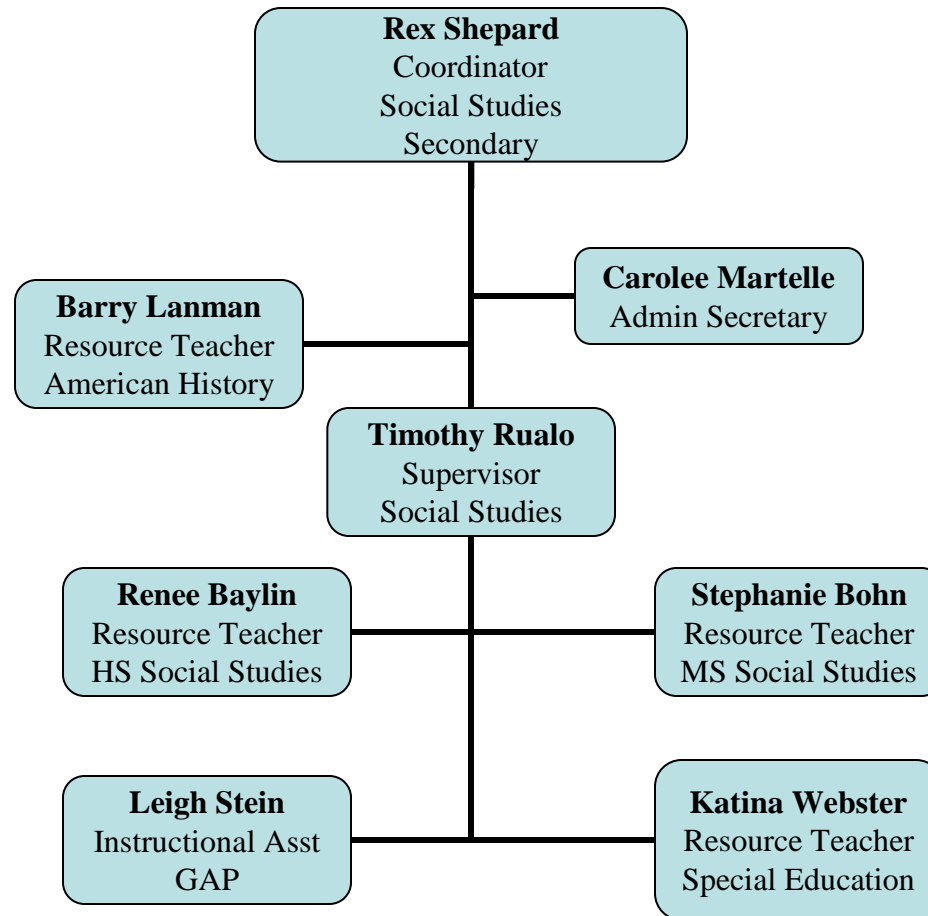 Rex Shepard
Coordinator
Social Studies
Secondary
Carolee Martelle
Admin Secretary
Barry Lanman
Resource Teacher
American History
Timothy Rualo
Supervisor
Social Studies
Renee Baylin
Resource Teacher
HS Social Studies
Stephanie Bohn
Resource Teacher
MS Social Studies
Leigh Stein
Instructional Asst
GAP
Katina Webster
Resource Teacher
Special Education